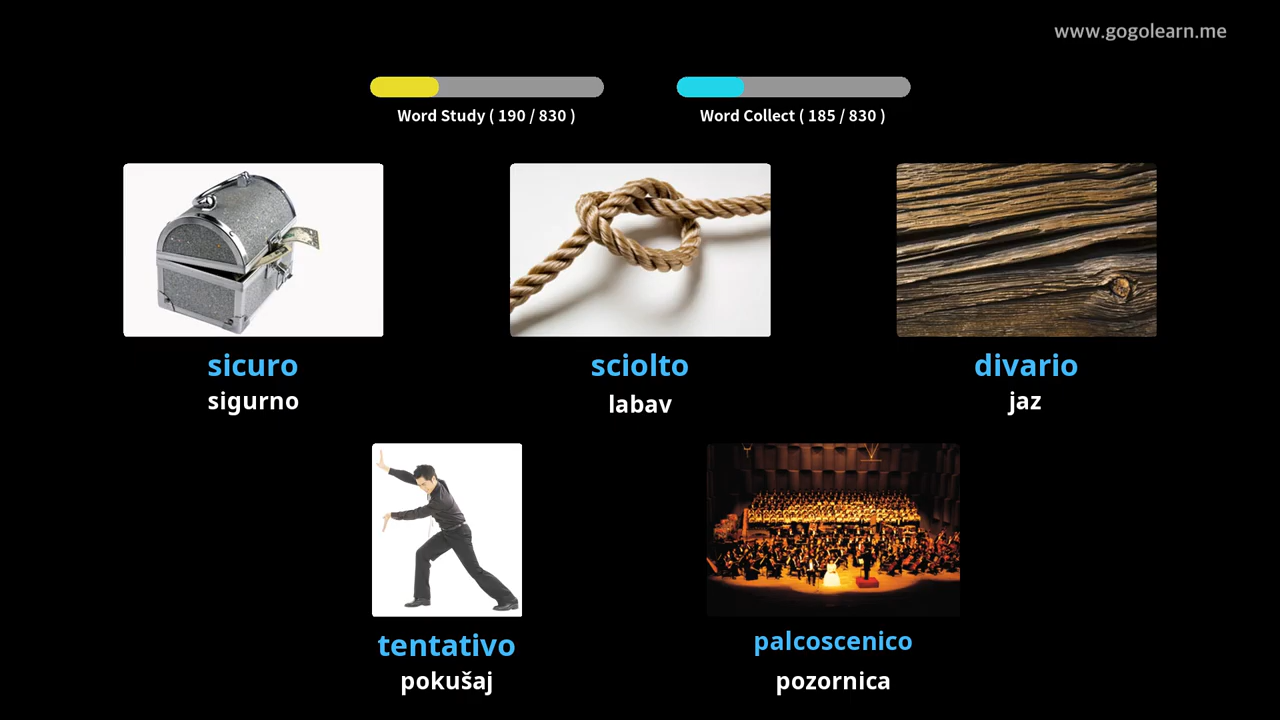 www.gogolearn.me
Word Study ( 190 / 830 )
Word Collect ( 185 / 830 )
sicuro
sigurno
sciolto
labav
divario
jaz
tentativo
pokušaj
palcoscenico
pozornica